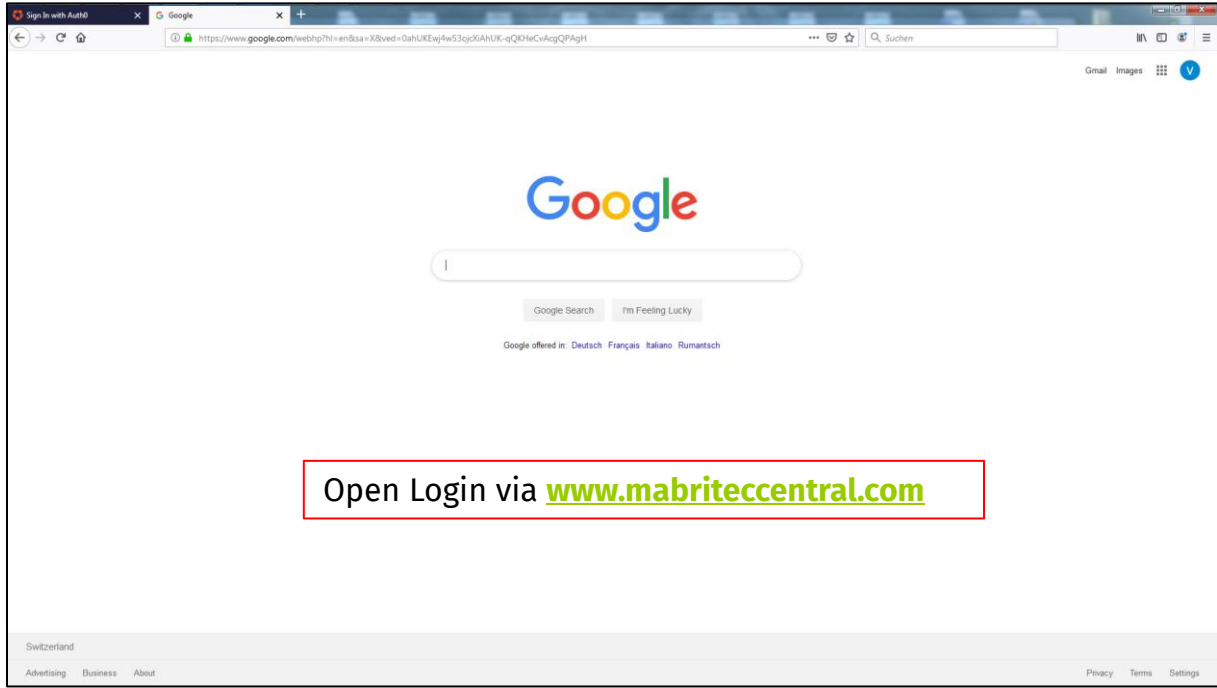 Sign In with Auth0
Google
https://www.google.com/webhp?hl=en&sa=X&ved=0ahUKEwj4w53ojcXiAhUK-qQKHeCvAcgQPAgH
Suchen
Gmail Images
V
Google
Google Search I'm Feeling Lucky
Google offered in: Deutsch Français Italiano Rumantsch
Open Login via www.mabriteccentral.com
Switzerland
Advertising Business About Privacy Terms Settings